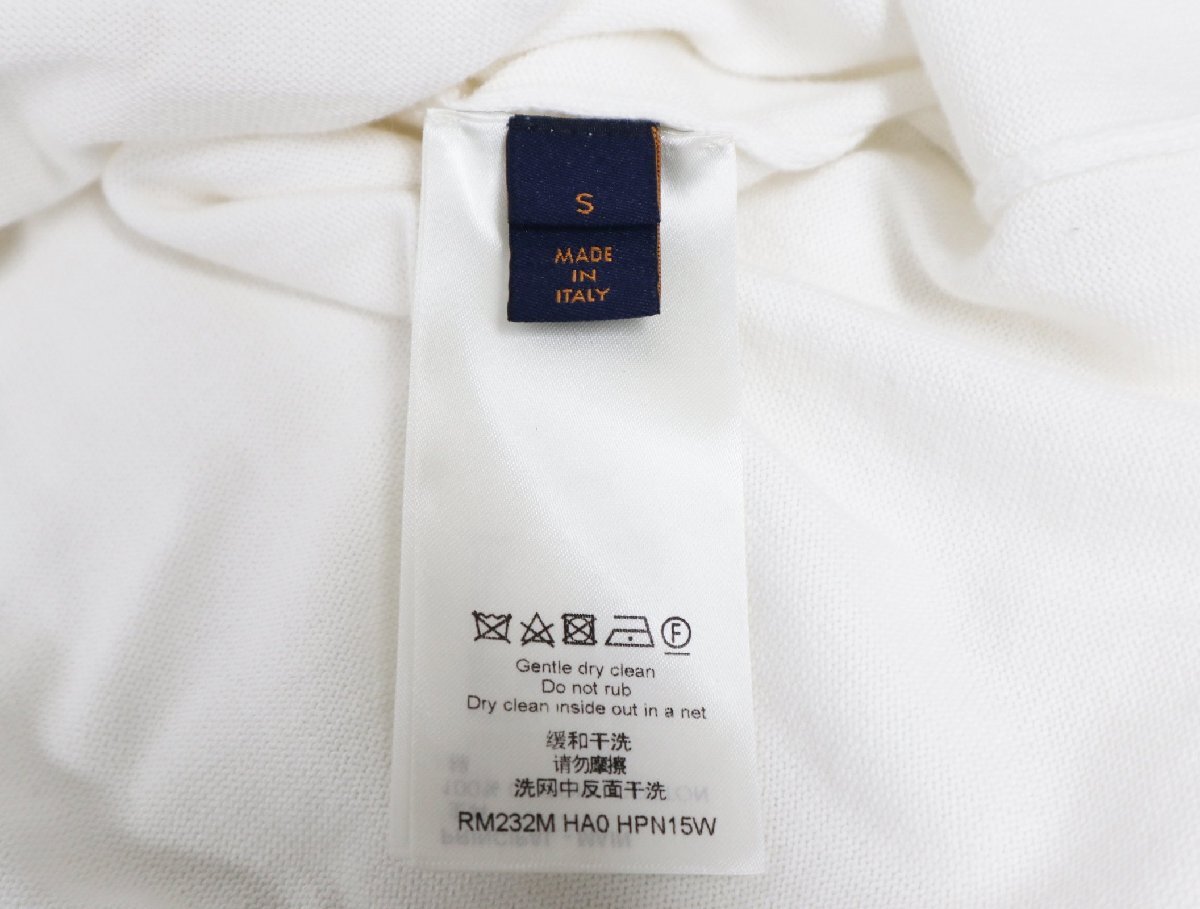 S
MADE
IN
ITALY
F
Gentle dry clean
Do not rub
Dry clean inside out in a net
缓和干洗
请勿摩擦
洗网中反面干洗
RM232M HA0 HPN15W